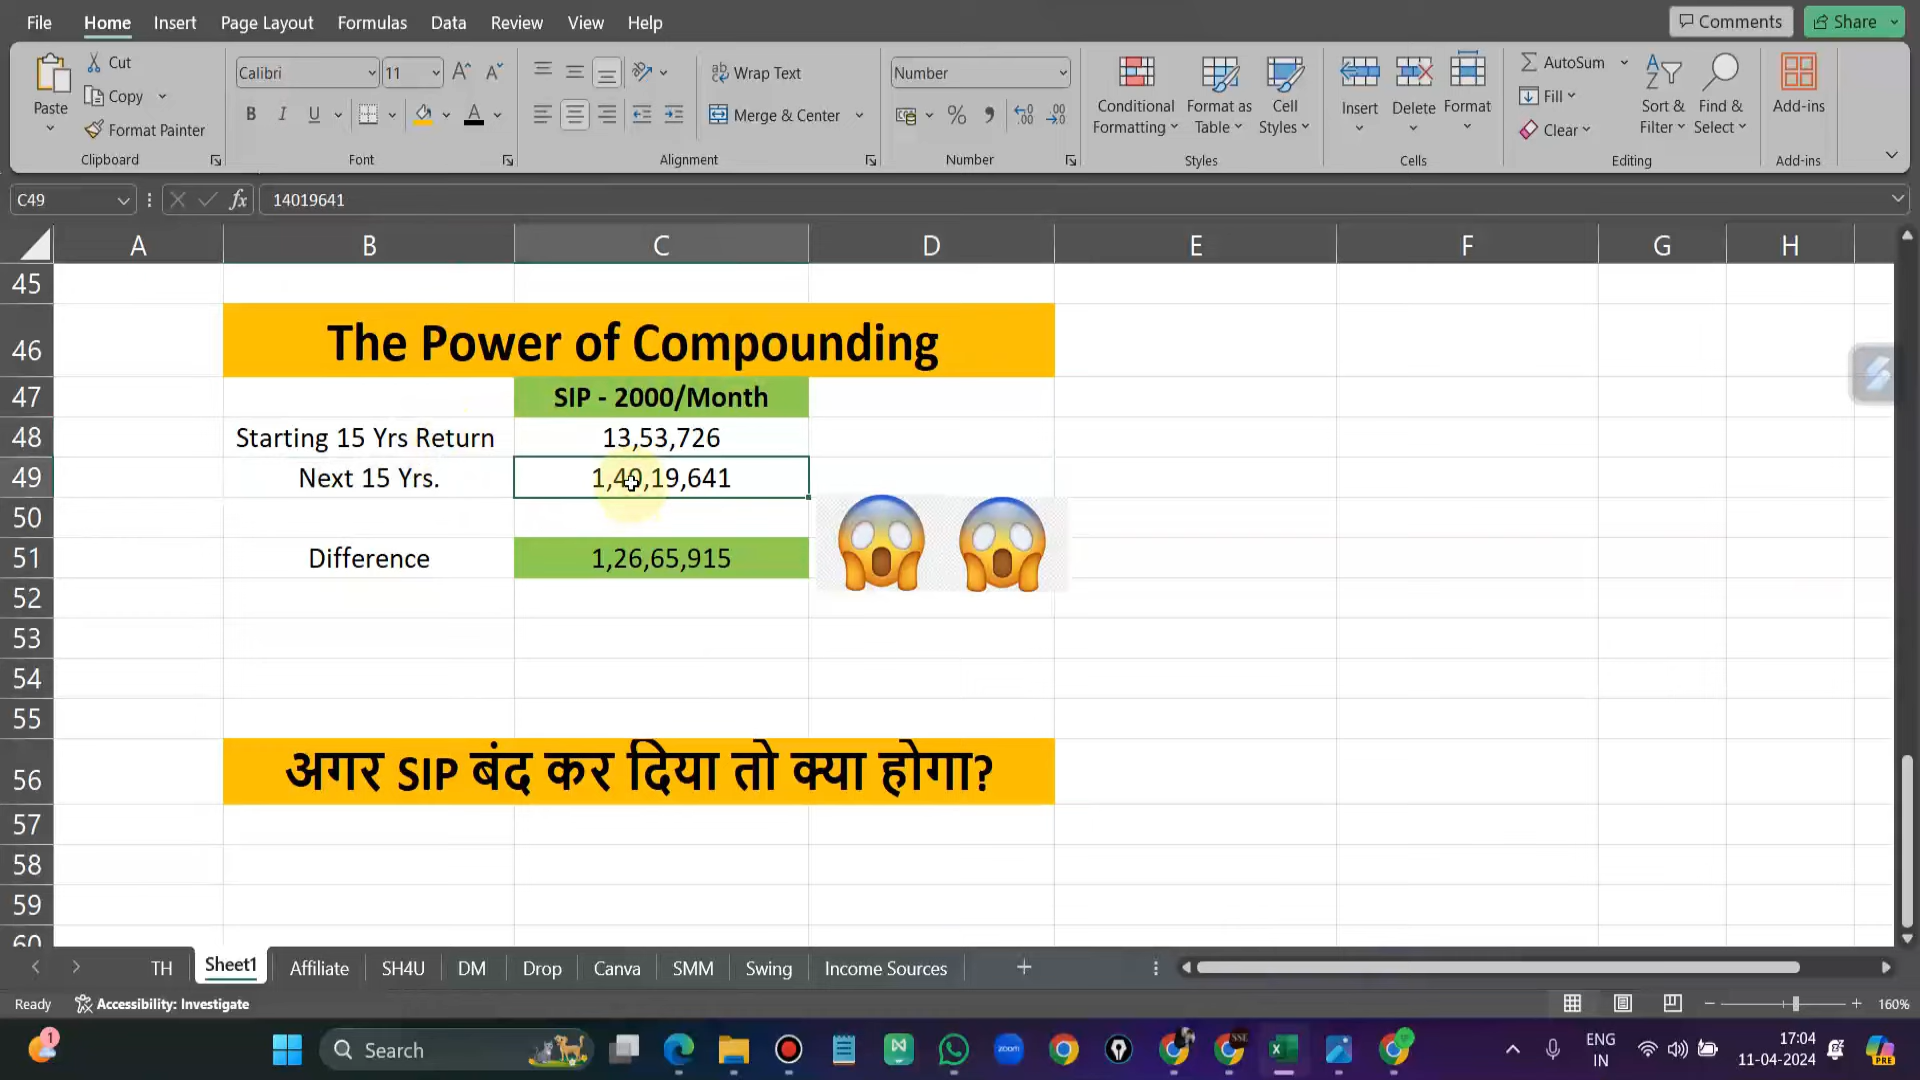 File Home Insert Page Layout Formulas Data Review View Help Comments Share
Paste Cut Copy Format Painter Clipboard
Calibri 11 B I U A Font
Wrap Text Merge & Center Alignment
Number % Number
Conditional Formatting Format as Table Cell Styles Styles
Insert Delete Format Cells
AutoSum Fill Clear Sort & Filter Find & Select Editing
Add-ins Add-ins
C49 fx 14019641
A B C D E F G H
45
46 The Power of Compounding
47 SIP - 2000/Month
48 Starting 15 Yrs Return 13,53,726
49 Next 15 Yrs. 1,40,19,641
50
51 Difference 1,26,65,915
52
53
54
55
56 अगर SIP बंद कर दिया तो क्या होगा?
57
58
59
60
TH Sheet1 Affiliate SH4U DM Drop Canva SMM Swing Income Sources
Ready Accessibility: Investigate 160%
1 Search zoom SSE ENG IN 17:04 11-04-2024 PRE